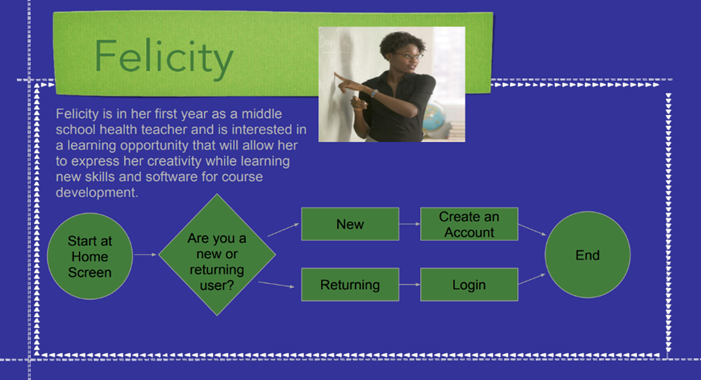 Felicity
Felicity is in her first year as a middle
school health teacher and is interested in
a learning opportunity that will allow her
to express her creativity while learning
new skills and software for course
development.
Start at
Home
Screen
Are you a
new or
returning
user?
New
Create an
Account
Returning
Login
End